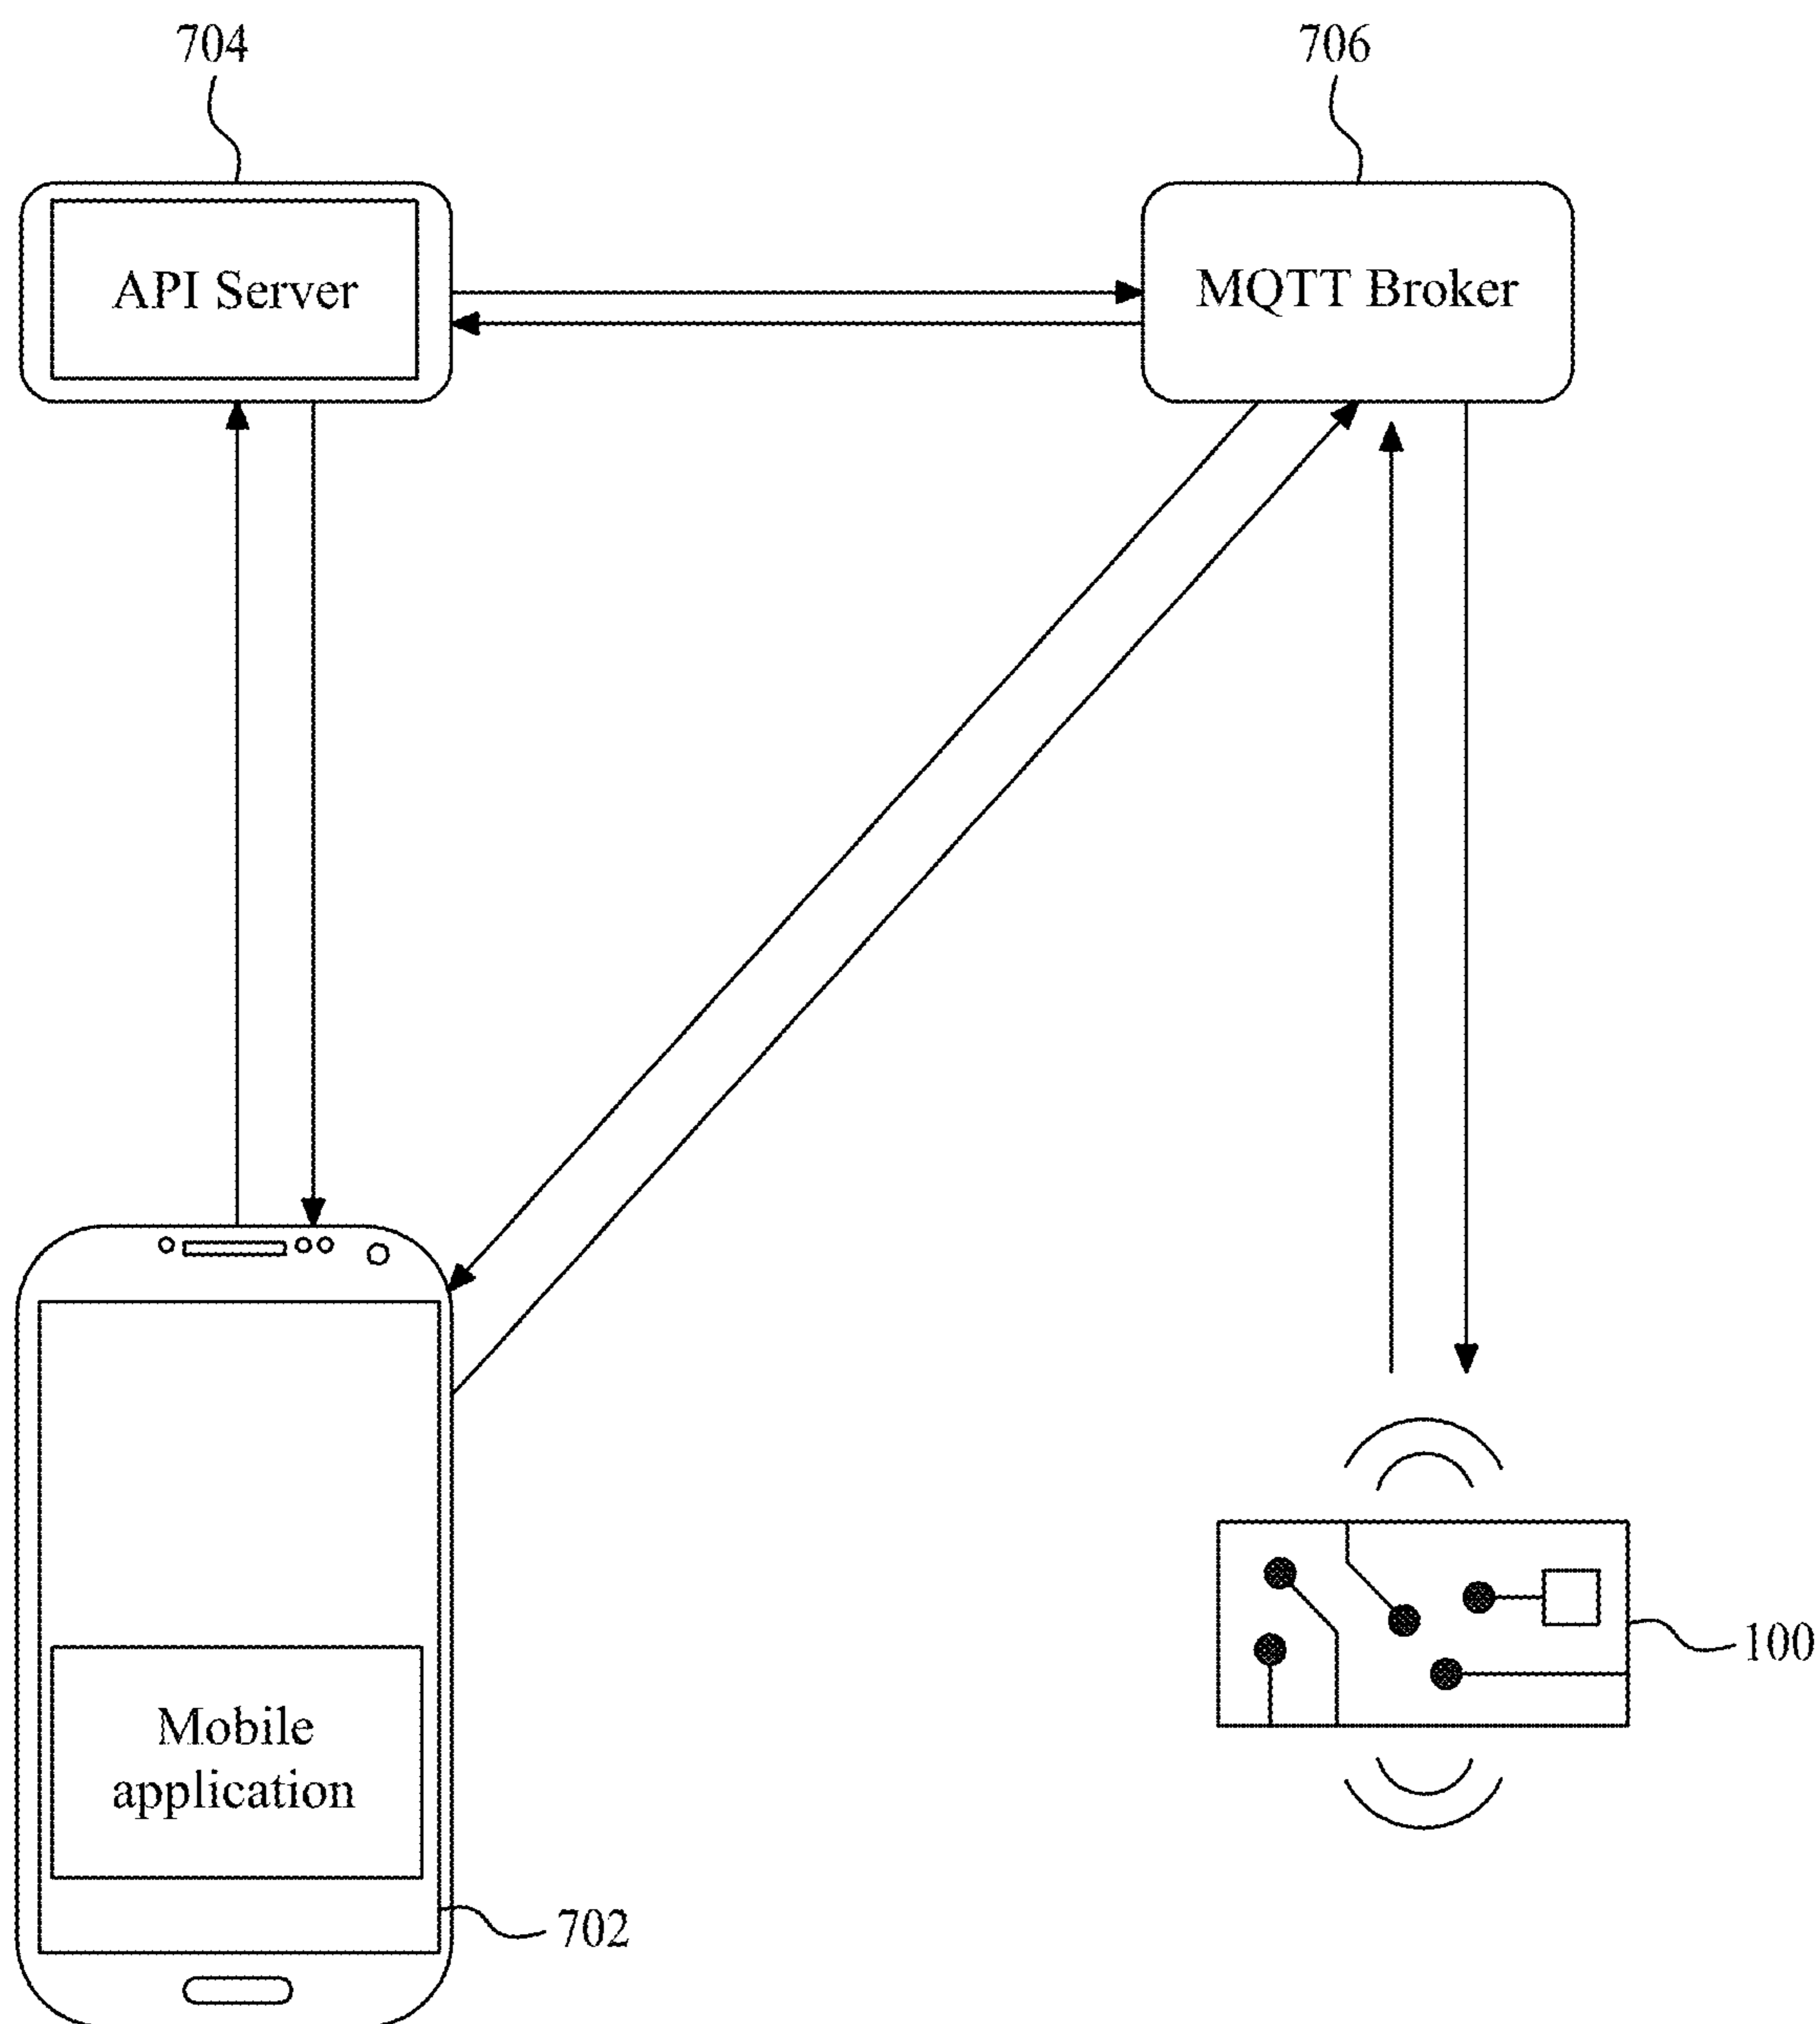 704
706
API Server
MQTT Broker
Mobile
application
100
702